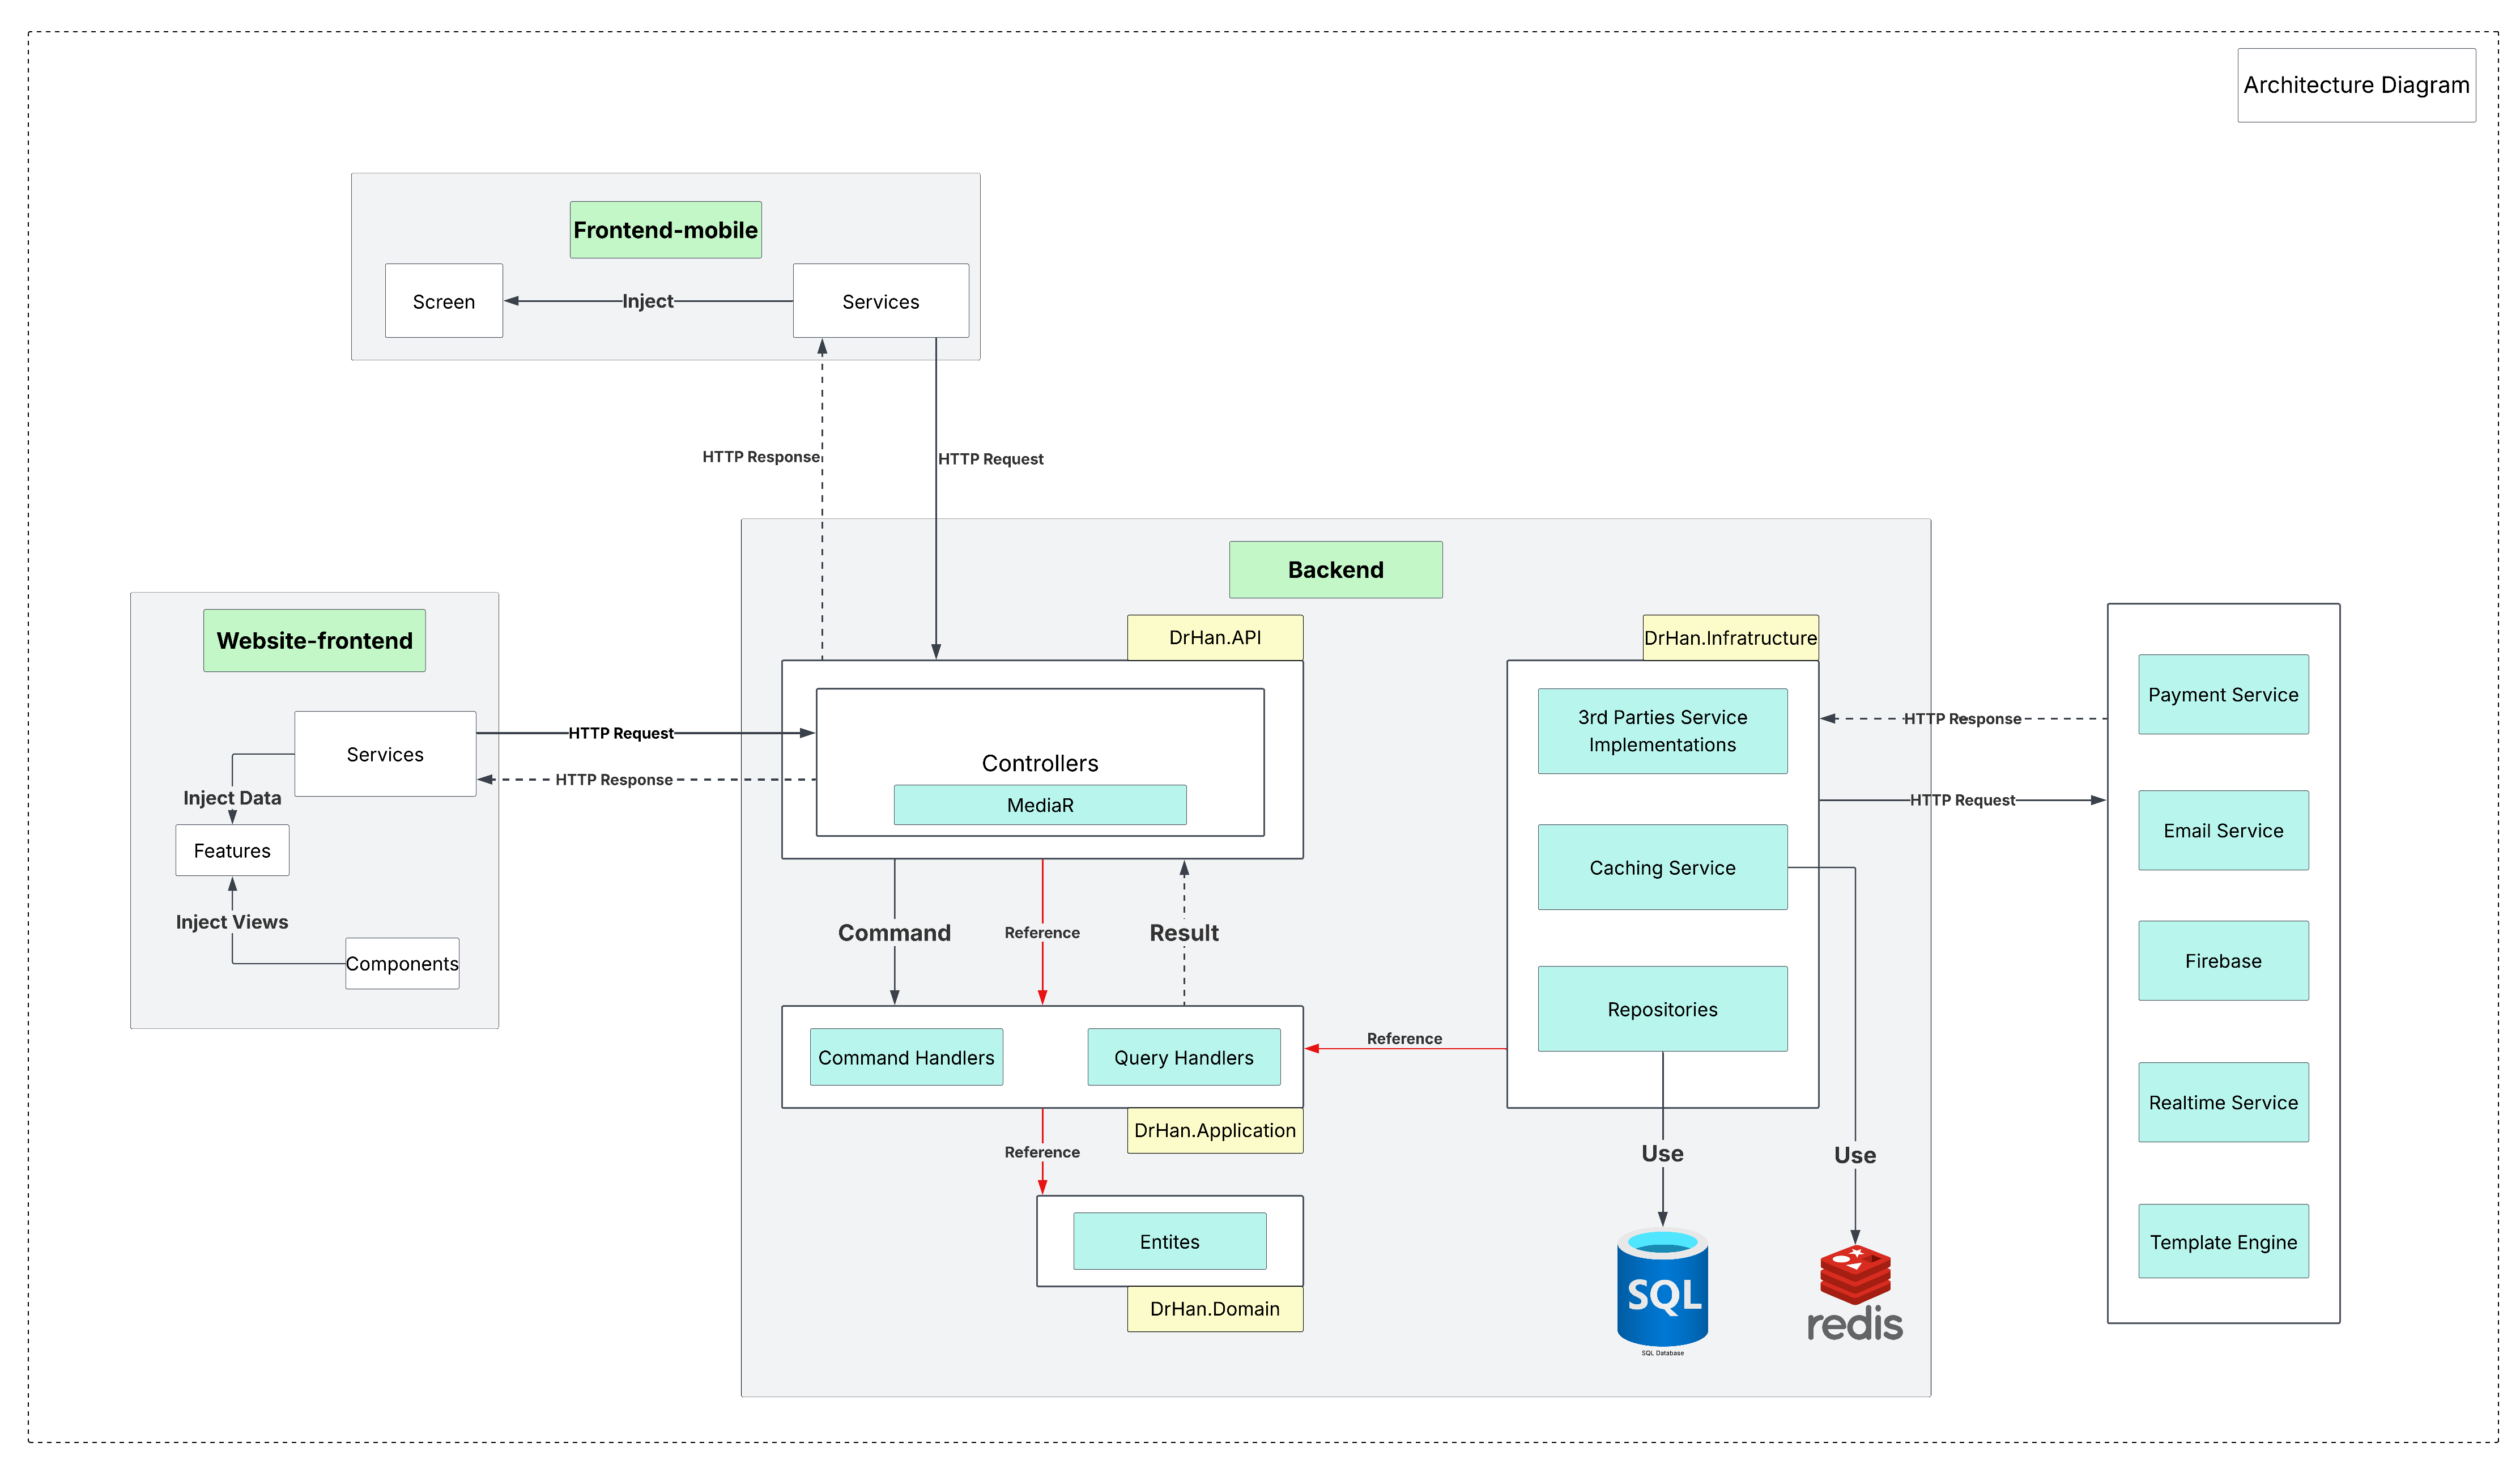 Architecture Diagram
Frontend-mobile
Screen
Inject
Services
HTTP Response
HTTP Request
Backend
DrHan.API
DrHan.Infratructure
Website-frontend
Services
Inject Data
Features
Inject Views
Components
HTTP Request
HTTP Response
Controllers
MediaR
Command
Reference
Result
Command Handlers
Query Handlers
DrHan.Application
Reference
Entites
DrHan.Domain
Reference
3rd Parties Service
Implementations
Caching Service
Repositories
Use
Use
SQL
SQL Database
redis
HTTP Response
HTTP Request
Payment Service
Email Service
Firebase
Realtime Service
Template Engine